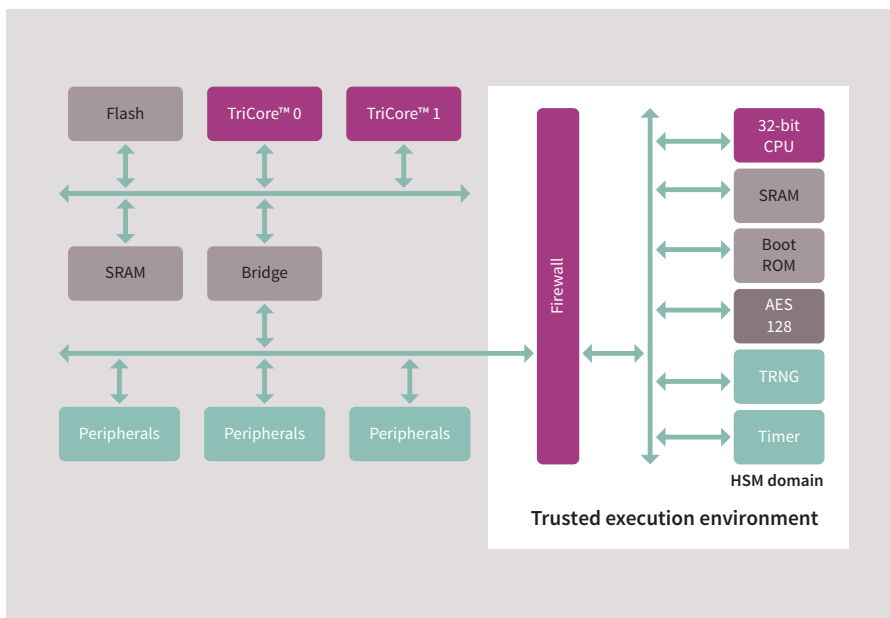 Flash
TriCore™ 0
TriCore™ 1
SRAM
Bridge
Peripherals
Peripherals
Peripherals
Firewall
32-bit
CPU
SRAM
Boot
ROM
AES
128
TRNG
Timer
HSM domain
Trusted execution environment